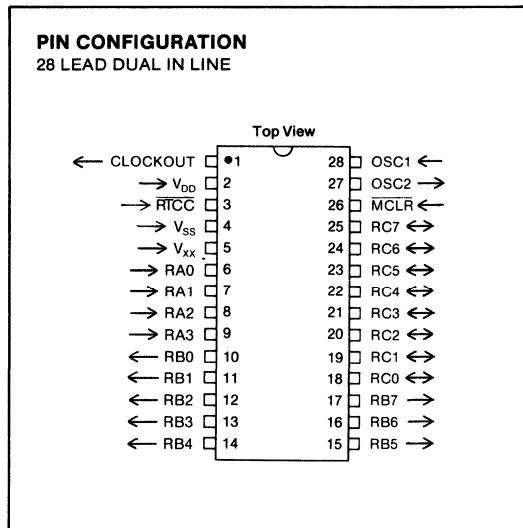 PIN CONFIGURATION
28 LEAD DUAL IN LINE
Top View
← CLOCKOUT 1 28 OSC1 ←
→ VDD 2 27 OSC2 →
→ RTCC 3 26 MCLR ←
→ VSS 4 25 RC7 ↔
→ VXX 5 24 RC6 ↔
→ RA0 6 23 RC5 ↔
→ RA1 7 22 RC4 ↔
→ RA2 8 21 RC3 ↔
→ RA3 9 20 RC2 ↔
← RB0 10 19 RC1 ↔
← RB1 11 18 RC0 ↔
← RB2 12 17 RB7 →
← RB3 13 16 RB6 →
← RB4 14 15 RB5 →